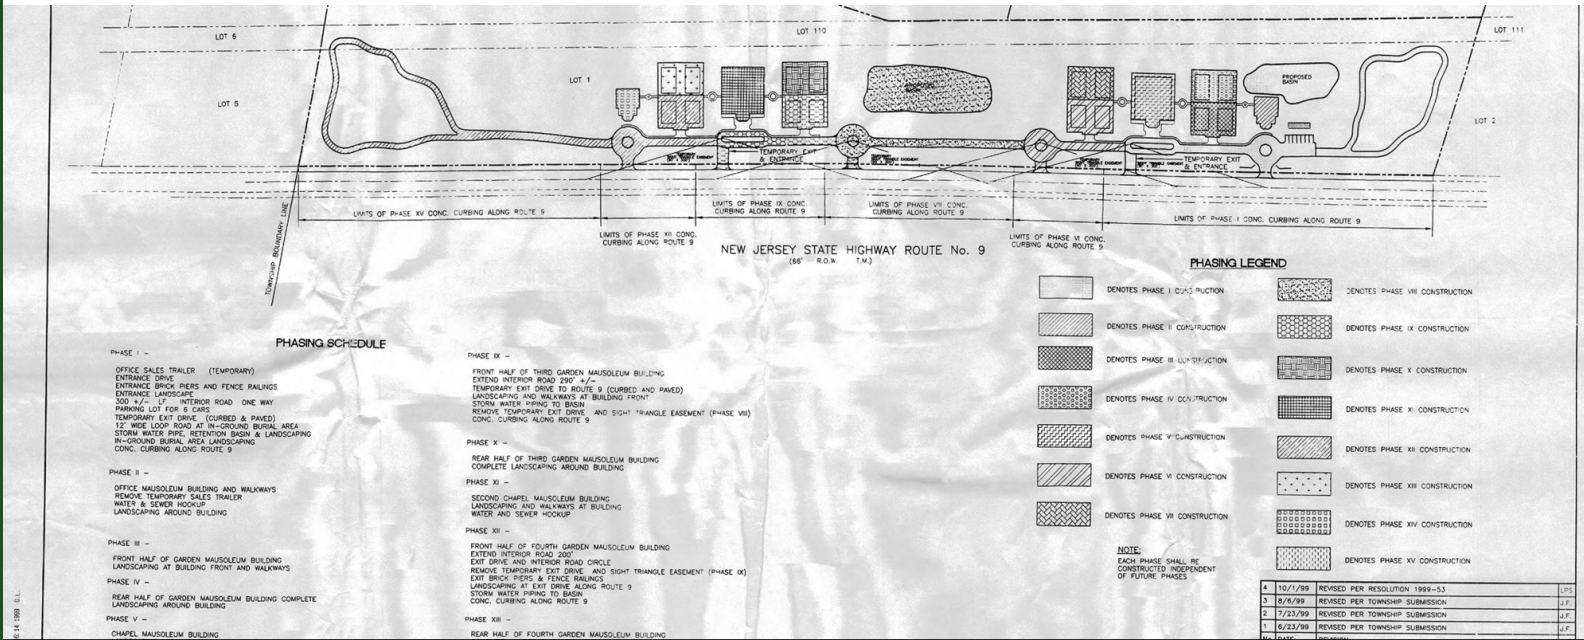 LOT 6
LOT 110
LOT 111
LOT 1
LOT 5
LOT 2
PROPOSED
BASIN
TEMPORARY EXIT
& ENTRANCE
TEMPORARY EXIT
& ENTRANCE
TOWNSHIP BOUNDARY LINE
LIMITS OF PHASE XV CONC. CURBING ALONG ROUTE 9
LIMITS OF PHASE XII CONC.
CURBING ALONG ROUTE 9
LIMITS OF PHASE IX CONC.
CURBING ALONG ROUTE 9
LIMITS OF PHASE VIII CONC.
CURBING ALONG ROUTE 9
LIMITS OF PHASE VI CONC.
CURBING ALONG ROUTE 9
LIMITS OF PHASE I CONC. CURBING ALONG ROUTE 9
NEW JERSEY STATE HIGHWAY ROUTE No. 9
(66' R.O.W. T.M.)
PHASING SCHEDULE
PHASE I -
OFFICE SALES TRAILER (TEMPORARY)
ENTRANCE DRIVE
ENTRANCE BRICK PIERS AND FENCE RAILINGS
ENTRANCE LANDSCAPE
300 +/- LF INTERIOR ROAD ONE WAY
PARKING LOT FOR 6 CARS
TEMPORARY EXIT DRIVE (CURBED & PAVED)
12' WIDE LOOP ROAD AT IN-GROUND BURIAL AREA
STORM WATER PIPE, RETENTION BASIN & LANDSCAPING
IN-GROUND BURIAL AREA LANDSCAPING
CONC. CURBING ALONG ROUTE 9
PHASE II -
OFFICE MAUSOLEUM BUILDING AND WALKWAYS
REMOVE TEMPORARY SALES TRAILER
WATER & SEWER HOOKUP
LANDSCAPING AROUND BUILDING
PHASE III -
FRONT HALF OF GARDEN MAUSOLEUM BUILDING
LANDSCAPING AT BUILDING FRONT AND WALKWAYS
PHASE IV -
REAR HALF OF GARDEN MAUSOLEUM BUILDING COMPLETE
LANDSCAPING AROUND BUILDING
PHASE V -
CHAPEL MAUSOLEUM BUILDING
PHASE IX -
FRONT HALF OF THIRD GARDEN MAUSOLEUM BUILDING
EXTEND INTERIOR ROAD 290' +/-
TEMPORARY EXIT DRIVE TO ROUTE 9 (CURBED AND PAVED)
LANDSCAPING AND WALKWAYS AT BUILDING FRONT
STORM WATER PIPING TO BASIN
REMOVE TEMPORARY EXIT DRIVE AND SIGHT TRIANGLE EASEMENT (PHASE VIII)
CONC. CURBING ALONG ROUTE 9
PHASE X -
REAR HALF OF THIRD GARDEN MAUSOLEUM BUILDING
COMPLETE LANDSCAPING AROUND BUILDING
PHASE XI -
SECOND CHAPEL MAUSOLEUM BUILDING
LANDSCAPING AND WALKWAYS AT BUILDING
WATER AND SEWER HOOKUP
PHASE XII -
FRONT HALF OF FOURTH GARDEN MAUSOLEUM BUILDING
EXTEND INTERIOR ROAD 200'
EXIT DRIVE AND INTERIOR ROAD CIRCLE
REMOVE TEMPORARY EXIT DRIVE AND SIGHT TRIANGLE EASEMENT (PHASE IX)
EXIT BRICK PIERS & FENCE RAILINGS
LANDSCAPING AT EXIT DRIVE ALONG ROUTE 9
STORM WATER PIPING TO BASIN
CONC. CURBING ALONG ROUTE 9
PHASE XIII -
REAR HALF OF FOURTH GARDEN MAUSOLEUM BUILDING
PHASING LEGEND
DENOTES PHASE I CONSTRUCTION
DENOTES PHASE II CONSTRUCTION
DENOTES PHASE III CONSTRUCTION
DENOTES PHASE IV CONSTRUCTION
DENOTES PHASE V CONSTRUCTION
DENOTES PHASE VI CONSTRUCTION
DENOTES PHASE VII CONSTRUCTION
DENOTES PHASE VIII CONSTRUCTION
DENOTES PHASE IX CONSTRUCTION
DENOTES PHASE X CONSTRUCTION
DENOTES PHASE XI CONSTRUCTION
DENOTES PHASE XII CONSTRUCTION
DENOTES PHASE XIII CONSTRUCTION
DENOTES PHASE XIV CONSTRUCTION
DENOTES PHASE XV CONSTRUCTION
NOTE:
EACH PHASE SHALL BE
CONSTRUCTED INDEPENDENT
OF FUTURE PHASES
4 10/1/99 REVISED PER RESOLUTION 1999-53 LPS
3 8/6/99 REVISED PER TOWNSHIP SUBMISSION J.F.
2 7/23/99 REVISED PER TOWNSHIP SUBMISSION J.F.
1 6/23/99 REVISED PER TOWNSHIP SUBMISSION J.F.
6:14 1999 D.L.